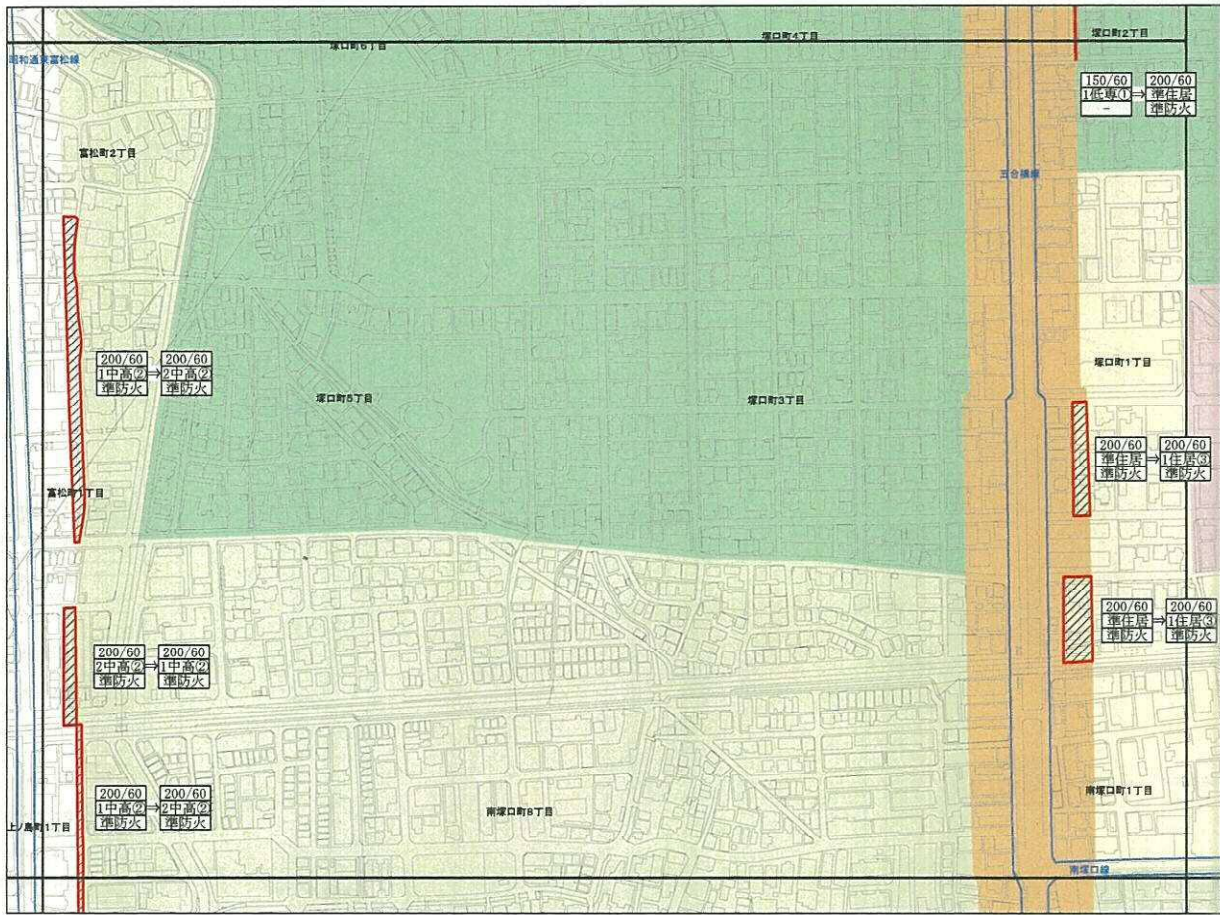 塚口町6丁目
塚口町4丁目
塚口町2丁目
昭和通東富松線
150/60 200/60
1低専① ⇒ 準住居
- 準防火
富松町2丁目
五合橋線
200/60 200/60
1中高② ⇒ 2中高②
準防火 準防火
塚口町1丁目
塚口町5丁目
塚口町3丁目
200/60 200/60
準住居 ⇒ 1住居③
準防火 準防火
富松町1丁目
200/60 200/60
準住居 ⇒ 1住居③
準防火 準防火
200/60 200/60
2中高② ⇒ 1中高②
準防火 準防火
200/60 200/60
1中高② ⇒ 2中高②
準防火 準防火
南塚口町8丁目
南塚口町1丁目
上ノ島町1丁目
南塚口線